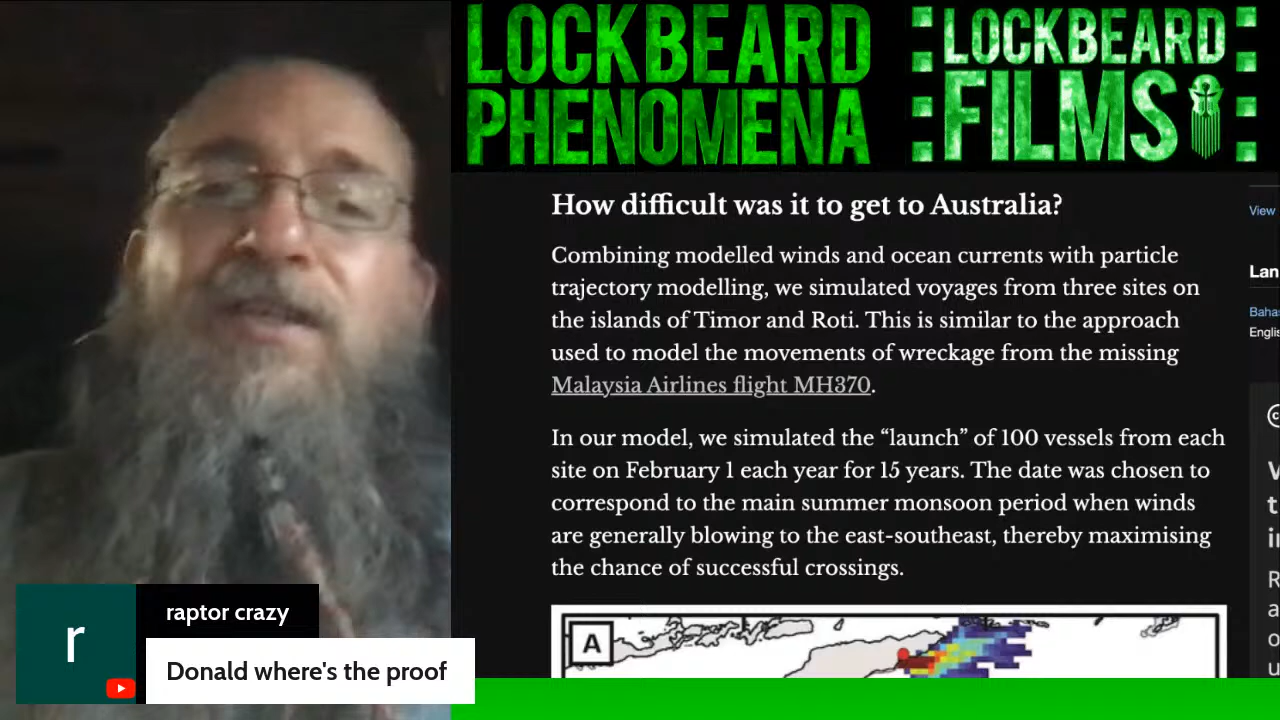 LOCKBEARD
PHENOMENA
LOCKBEARD
FILMS
How difficult was it to get to Australia?
Combining modelled winds and ocean currents with particle
trajectory modelling, we simulated voyages from three sites on
the islands of Timor and Roti. This is similar to the approach
used to model the movements of wreckage from the missing
Malaysia Airlines flight MH370.
In our model, we simulated the “launch” of 100 vessels from each
site on February 1 each year for 15 years. The date was chosen to
correspond to the main summer monsoon period when winds
are generally blowing to the east-southeast, thereby maximising
the chance of successful crossings.
A
View
Lan
Baha
Englis
r
raptor crazy
Donald where's the proof